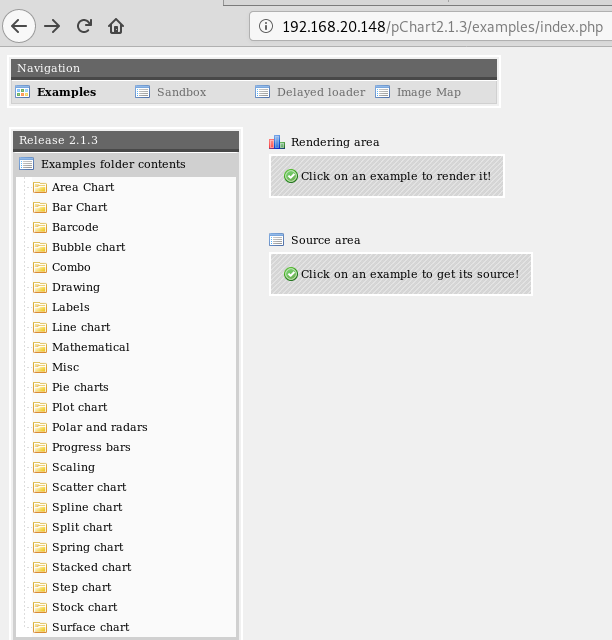 192.168.20.148/pChart2.1.3/examples/index.php
Navigation
Examples Sandbox Delayed loader Image Map
Release 2.1.3
Examples folder contents
Area Chart
Bar Chart
Barcode
Bubble chart
Combo
Drawing
Labels
Line chart
Mathematical
Misc
Pie charts
Plot chart
Polar and radars
Progress bars
Scaling
Scatter chart
Spline chart
Split chart
Spring chart
Stacked chart
Step chart
Stock chart
Surface chart
Rendering area
Click on an example to render it!
Source area
Click on an example to get its source!